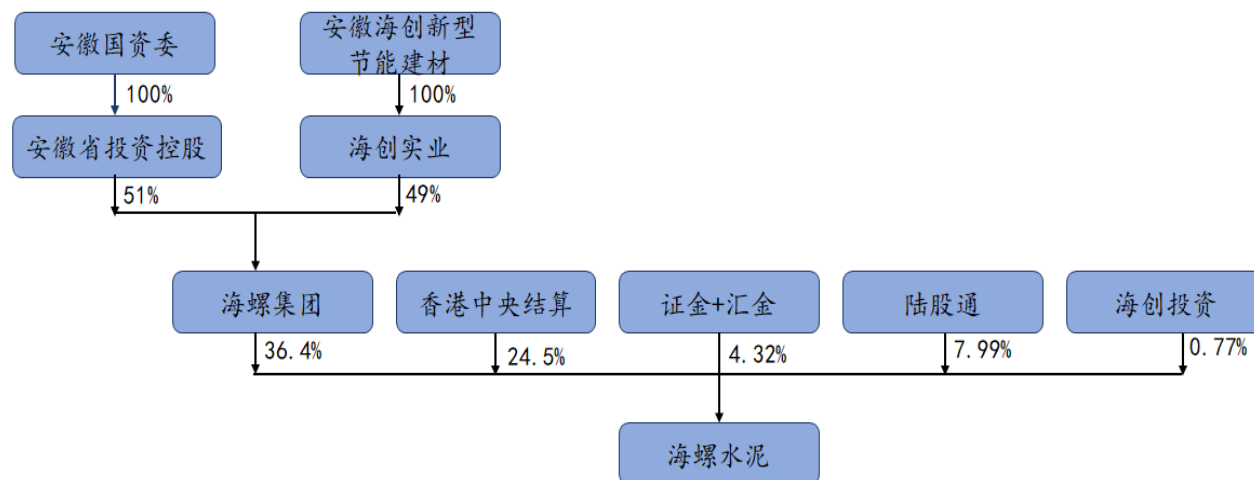 安徽国资委
安徽海创新型
节能建材
100%
100%
安徽省投资控股
海创实业
51%
49%
海螺集团
香港中央结算
证金+汇金
陆股通
海创投资
36.4%
24.5%
4.32%
7.99%
0.77%
海螺水泥